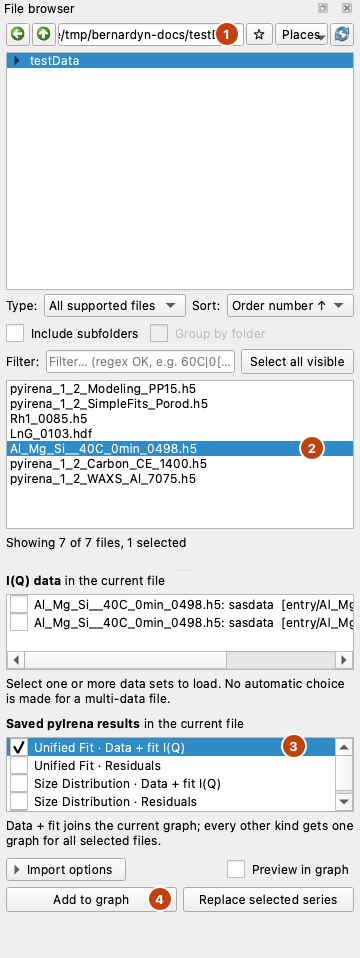 File browser
/tmp/bernardyn-docs/test
1
Places
testData
Type: All supported files Sort: Order number ↑
Include subfolders Group by folder
Filter: Filter... (regex OK, e.g. 60C|0[... Select all visible
pyirena_1_2_Modeling_PP15.h5
pyirena_1_2_SimpleFits_Porod.h5
Rh1_0085.h5
LnG_0103.hdf
Al_Mg_Si__40C_0min_0498.h5 2
pyirena_1_2_Carbon_CE_1400.h5
pyirena_1_2_WAXS_Al_7075.h5
Showing 7 of 7 files, 1 selected
I(Q) data in the current file
Al_Mg_Si__40C_0min_0498.h5: sasdata [entry/Al_Mg
Al_Mg_Si__40C_0min_0498.h5: sasdata [entry/Al_Mg
Select one or more data sets to load. No automatic choice
is made for a multi-data file.
Saved pyIrena results in the current file
Unified Fit · Data + fit I(Q) 3
Unified Fit · Residuals
Size Distribution · Data + fit I(Q)
Size Distribution · Residuals
Data + fit joins the current graph; every other kind gets one
graph for all selected files.
Import options Preview in graph
Add to graph 4 Replace selected series